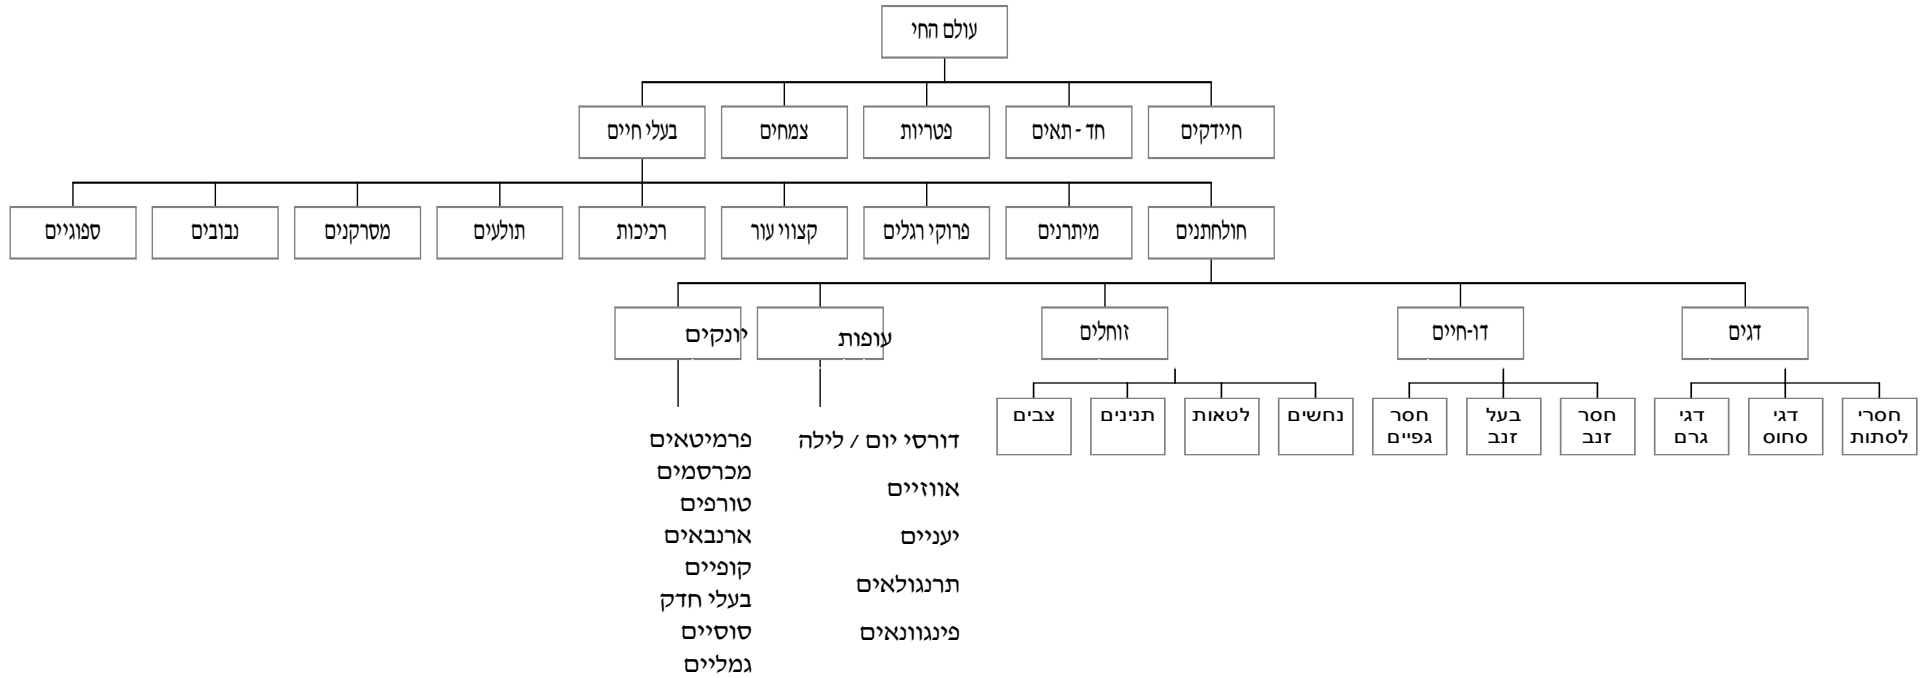 עולם החי
חיידקים
חד - תאים
פטריות
צמחים
בעלי חיים
חולחתנים
מיתרנים
פרוקי רגלים
קצווי עור
רכיכות
תולעים
מסרקנים
נבובים
ספוגיים
דגים
דו-חיים
זוחלים
עופות
יונקים
חסרי
לסתות
דגי
סחוס
דגי
גרם
חסר
זנב
בעל
זנב
חסר
גפיים
נחשים
לטאות
תנינים
צבים
דורסי יום / לילה
אווזיים
יעניים
תרנגולאים
פינגוונאים
פרמיטאים
מכרסמים
טורפים
ארנבאים
קופיים
בעלי חדק
סוסיים
גמליים